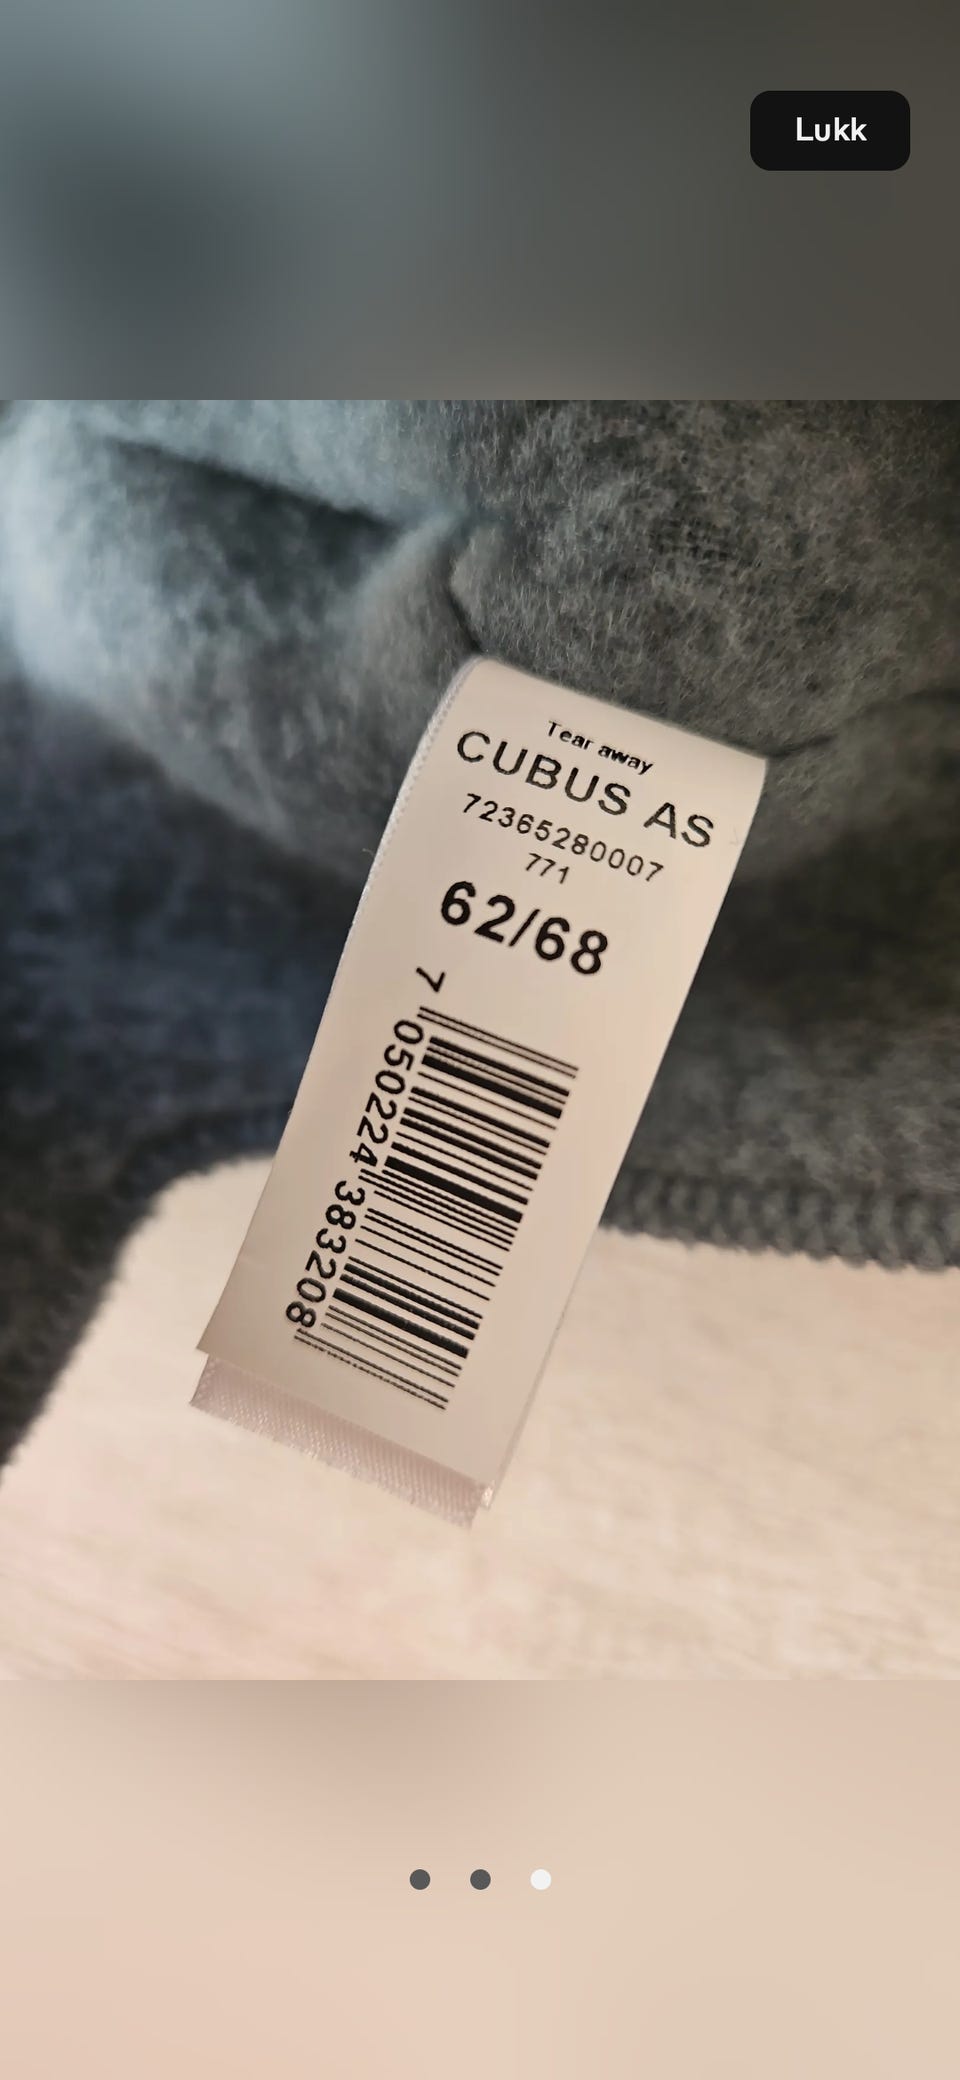 Lukk
Tear away
CUBUS AS
72365280007
771
62/68
7 050224 383208